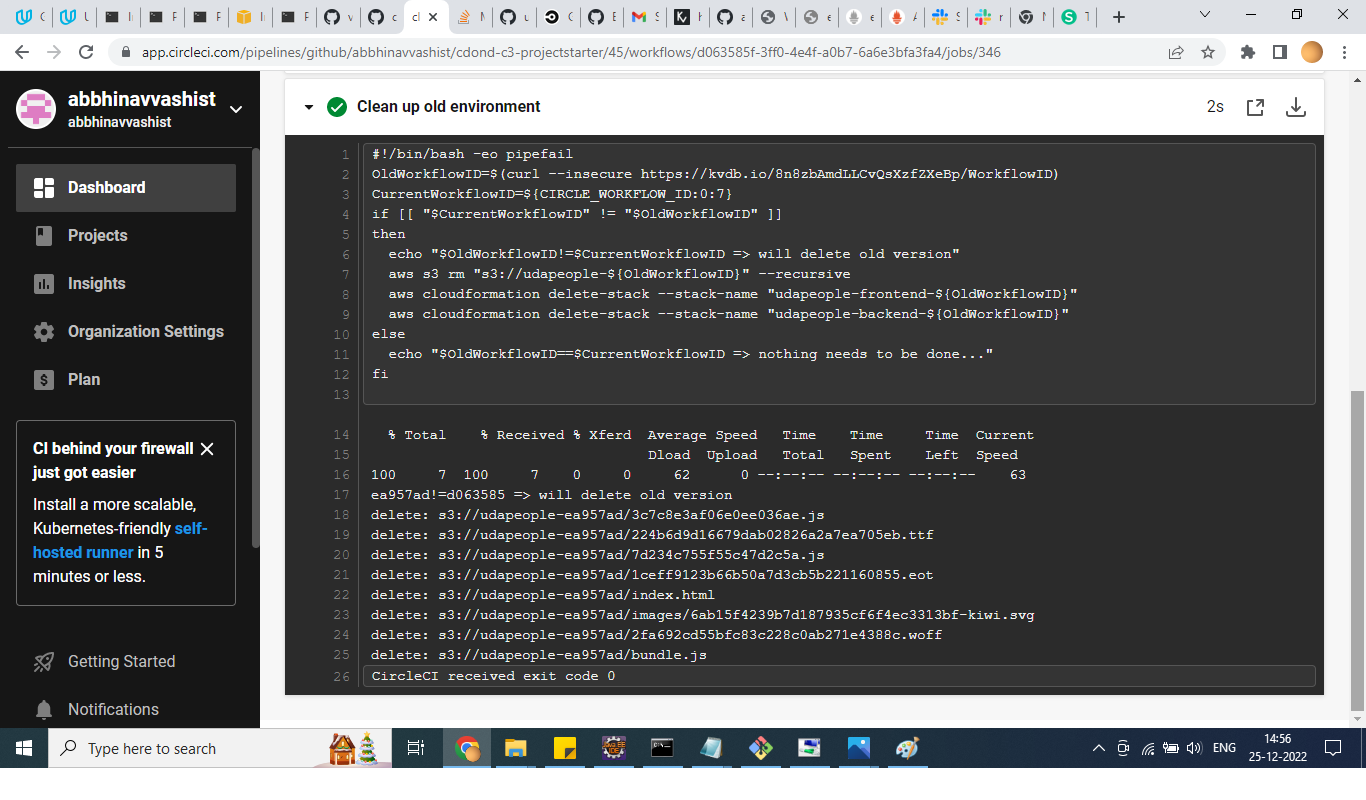 app.circleci.com/pipelines/github/abbhinavvashist/cdond-c3-projectstarter/45/workflows/d063585f-3ff0-4e4f-a0b7-6a6e3bfa3fa4/jobs/346
abbhinavvashist
abbhinavvashist
Dashboard
Projects
Insights
Organization Settings
Plan
CI behind your firewall
just got easier
Install a more scalable,
Kubernetes-friendly self-
hosted runner in 5
minutes or less.
Getting Started
Notifications
Clean up old environment
2s
1 #!/bin/bash -eo pipefail
2 OldWorkflowID=$(curl --insecure https://kvdb.io/8n8zbAmdLLCvQsXzfZXeBp/WorkflowID)
3 CurrentWorkflowID=${CIRCLE_WORKFLOW_ID:0:7}
4 if [[ "$CurrentWorkflowID" != "$OldWorkflowID" ]]
5 then
6 echo "$OldWorkflowID!=$CurrentWorkflowID => will delete old version"
7 aws s3 rm "s3://udapeople-${OldWorkflowID}" --recursive
8 aws cloudformation delete-stack --stack-name "udapeople-frontend-${OldWorkflowID}"
9 aws cloudformation delete-stack --stack-name "udapeople-backend-${OldWorkflowID}"
10 else
11 echo "$OldWorkflowID==$CurrentWorkflowID => nothing needs to be done..."
12 fi
13
14 % Total % Received % Xferd Average Speed Time Time Time Current
15 Dload Upload Total Spent Left Speed
16 100 7 100 7 0 0 62 0 --:--:-- --:--:-- --:--:-- 63
17 ea957ad!=d063585 => will delete old version
18 delete: s3://udapeople-ea957ad/3c7c8e3af06e0ee036ae.js
19 delete: s3://udapeople-ea957ad/224b6d9d16679dab02826a2a7ea705eb.ttf
20 delete: s3://udapeople-ea957ad/7d234c755f55c47d2c5a.js
21 delete: s3://udapeople-ea957ad/1ceff9123b66b50a7d3cb5b221160855.eot
22 delete: s3://udapeople-ea957ad/index.html
23 delete: s3://udapeople-ea957ad/images/6ab15f4239b7d187935cf6f4ec3313bf-kiwi.svg
24 delete: s3://udapeople-ea957ad/2fa692cd55bfc83c228c0ab271e4388c.woff
25 delete: s3://udapeople-ea957ad/bundle.js
26 CircleCI received exit code 0
Type here to search
ENG
14:56
25-12-2022